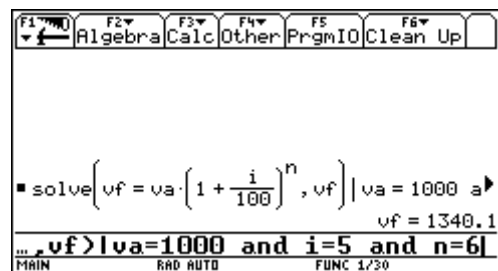 F1 F2 F3 F4 F5 F6
Algebra Calc Other PrgmIO Clean Up
solve(vf = va·(1 + i/100)^n, vf) | va = 1000 a
vf = 1340.1
…,vf)|va=1000 and i=5 and n=6
MAIN RAD AUTO FUNC 1/30